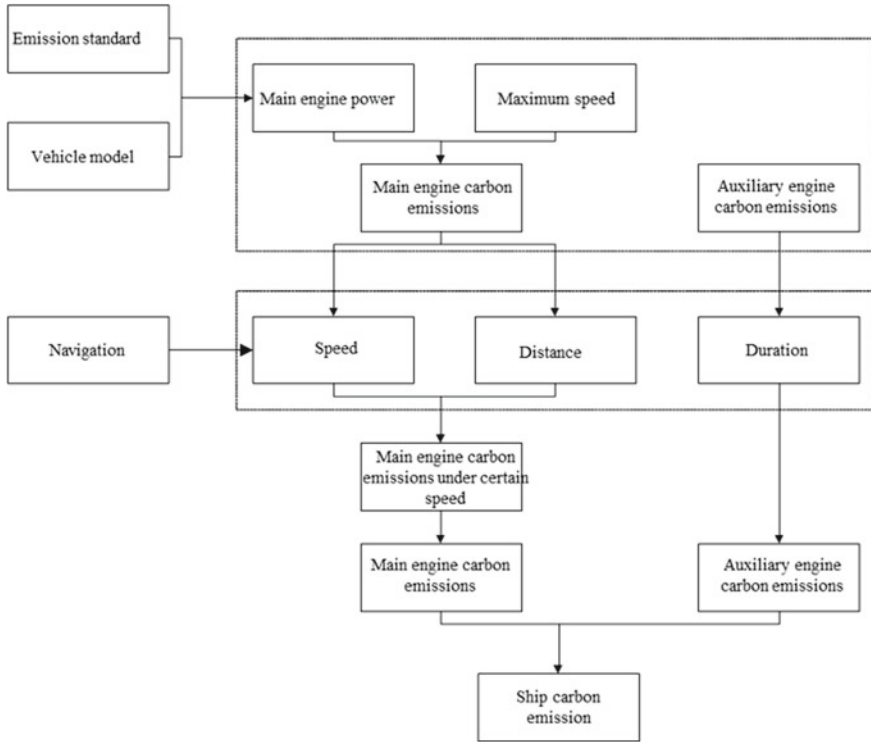 Emission standard
Main engine power
Maximum speed
Vehicle model
Main engine carbon
emissions
Auxiliary engine
carbon emissions
Navigation
Speed
Distance
Duration
Main engine carbon
emissions under certain
speed
Main engine carbon
emissions
Auxiliary engine
carbon emissions
Ship carbon
emission